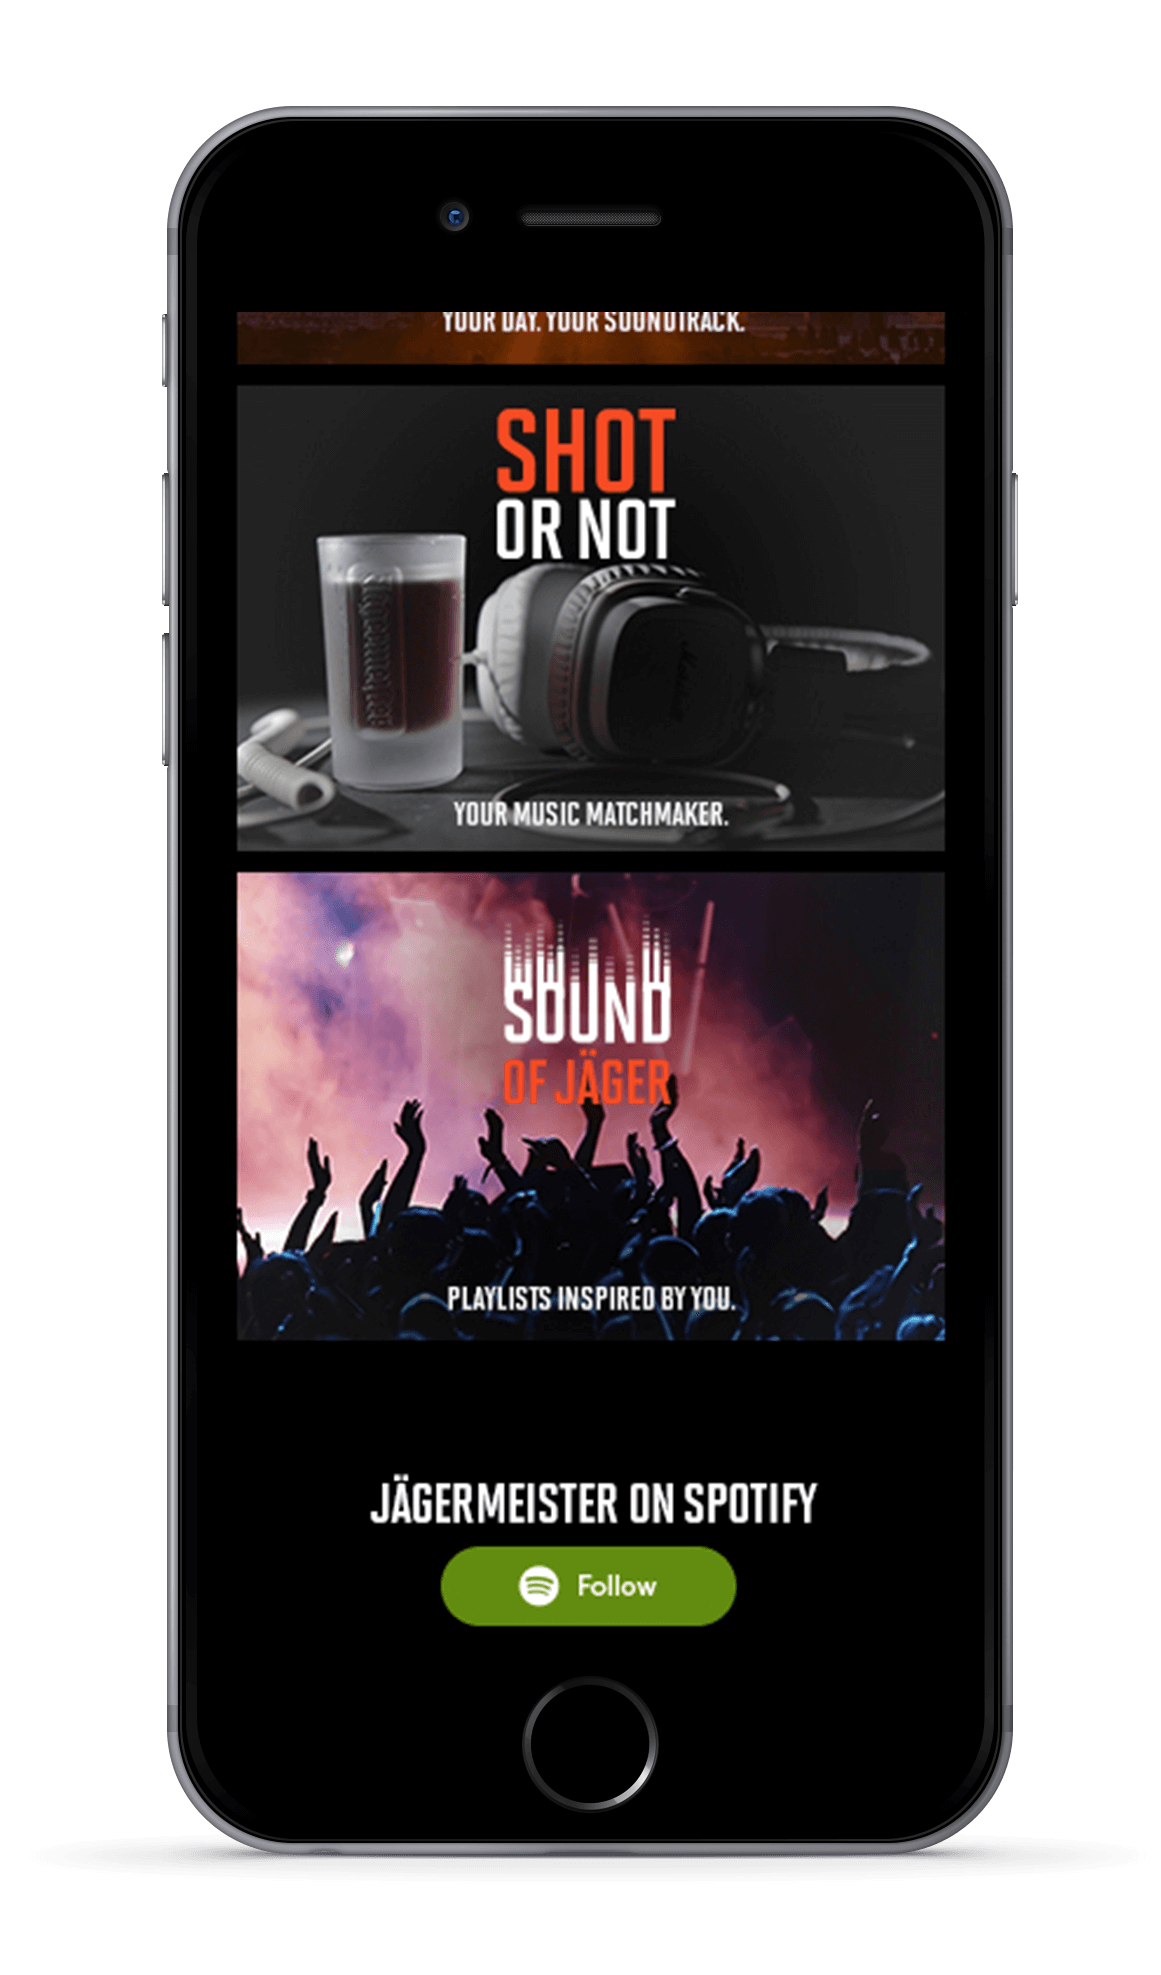 YOUR DAY. YOUR SOUNDTRACK.
SHOT
OR NOT
Jägermeister
YOUR MUSIC MATCHMAKER.
SOUND
OF JÄGER
PLAYLISTS INSPIRED BY YOU.
JÄGERMEISTER ON SPOTIFY
Follow